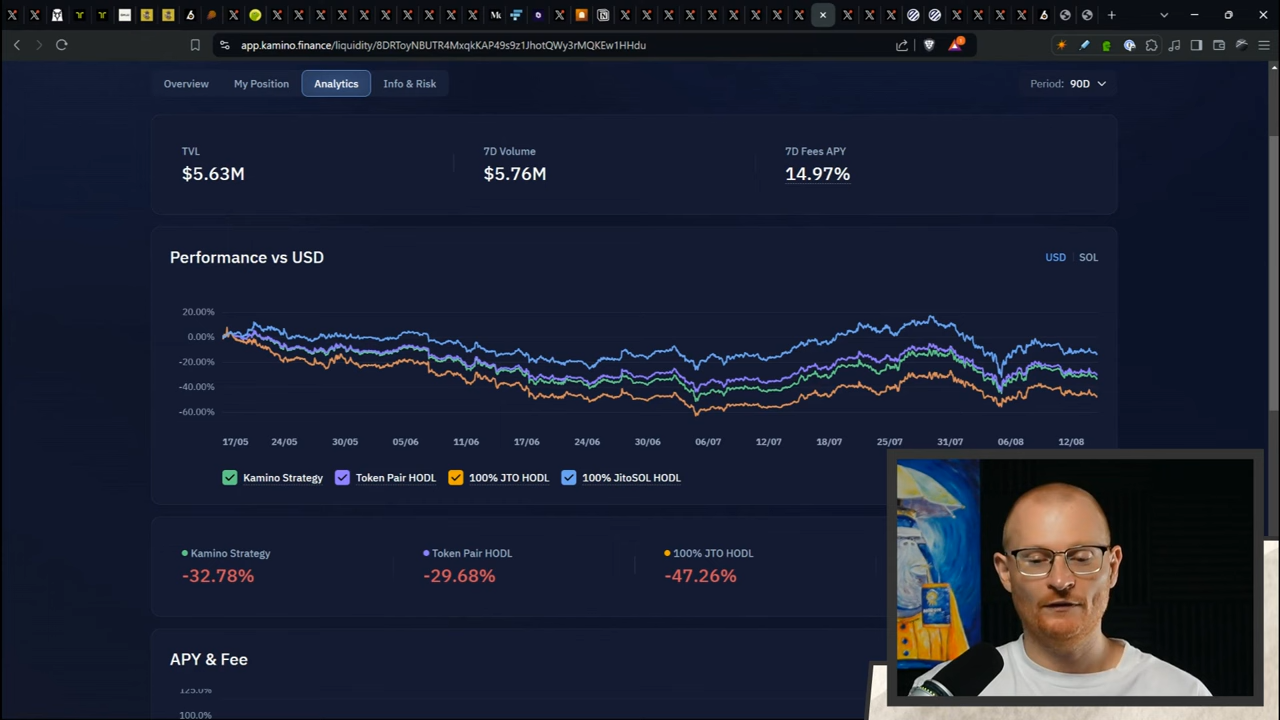 app.kamino.finance/liquidity/8DRToyNBUTR4MxqkKAP49s9z1JhotQWy3rMQKEw1HHdu
Overview My Position Analytics Info & Risk Period: 90D
TVL 7D Volume 7D Fees APY
$5.63M $5.76M 14.97%
Performance vs USD USD SOL
20.00%
0.00%
-20.00%
-40.00%
-60.00%
17/05 24/05 30/05 05/06 11/06 17/06 24/06 30/06 06/07 12/07 18/07 25/07 31/07 06/08 12/08
Kamino Strategy Token Pair HODL 100% JTO HODL 100% JitoSOL HODL
Kamino Strategy Token Pair HODL 100% JTO HODL
-32.78% -29.68% -47.26%
APY & Fee
125.0%
100.0%